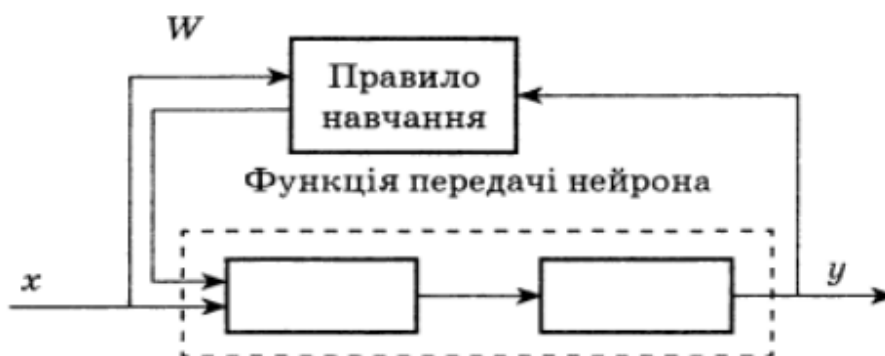 W
Правило
навчання
Функція передачі нейрона
x
y